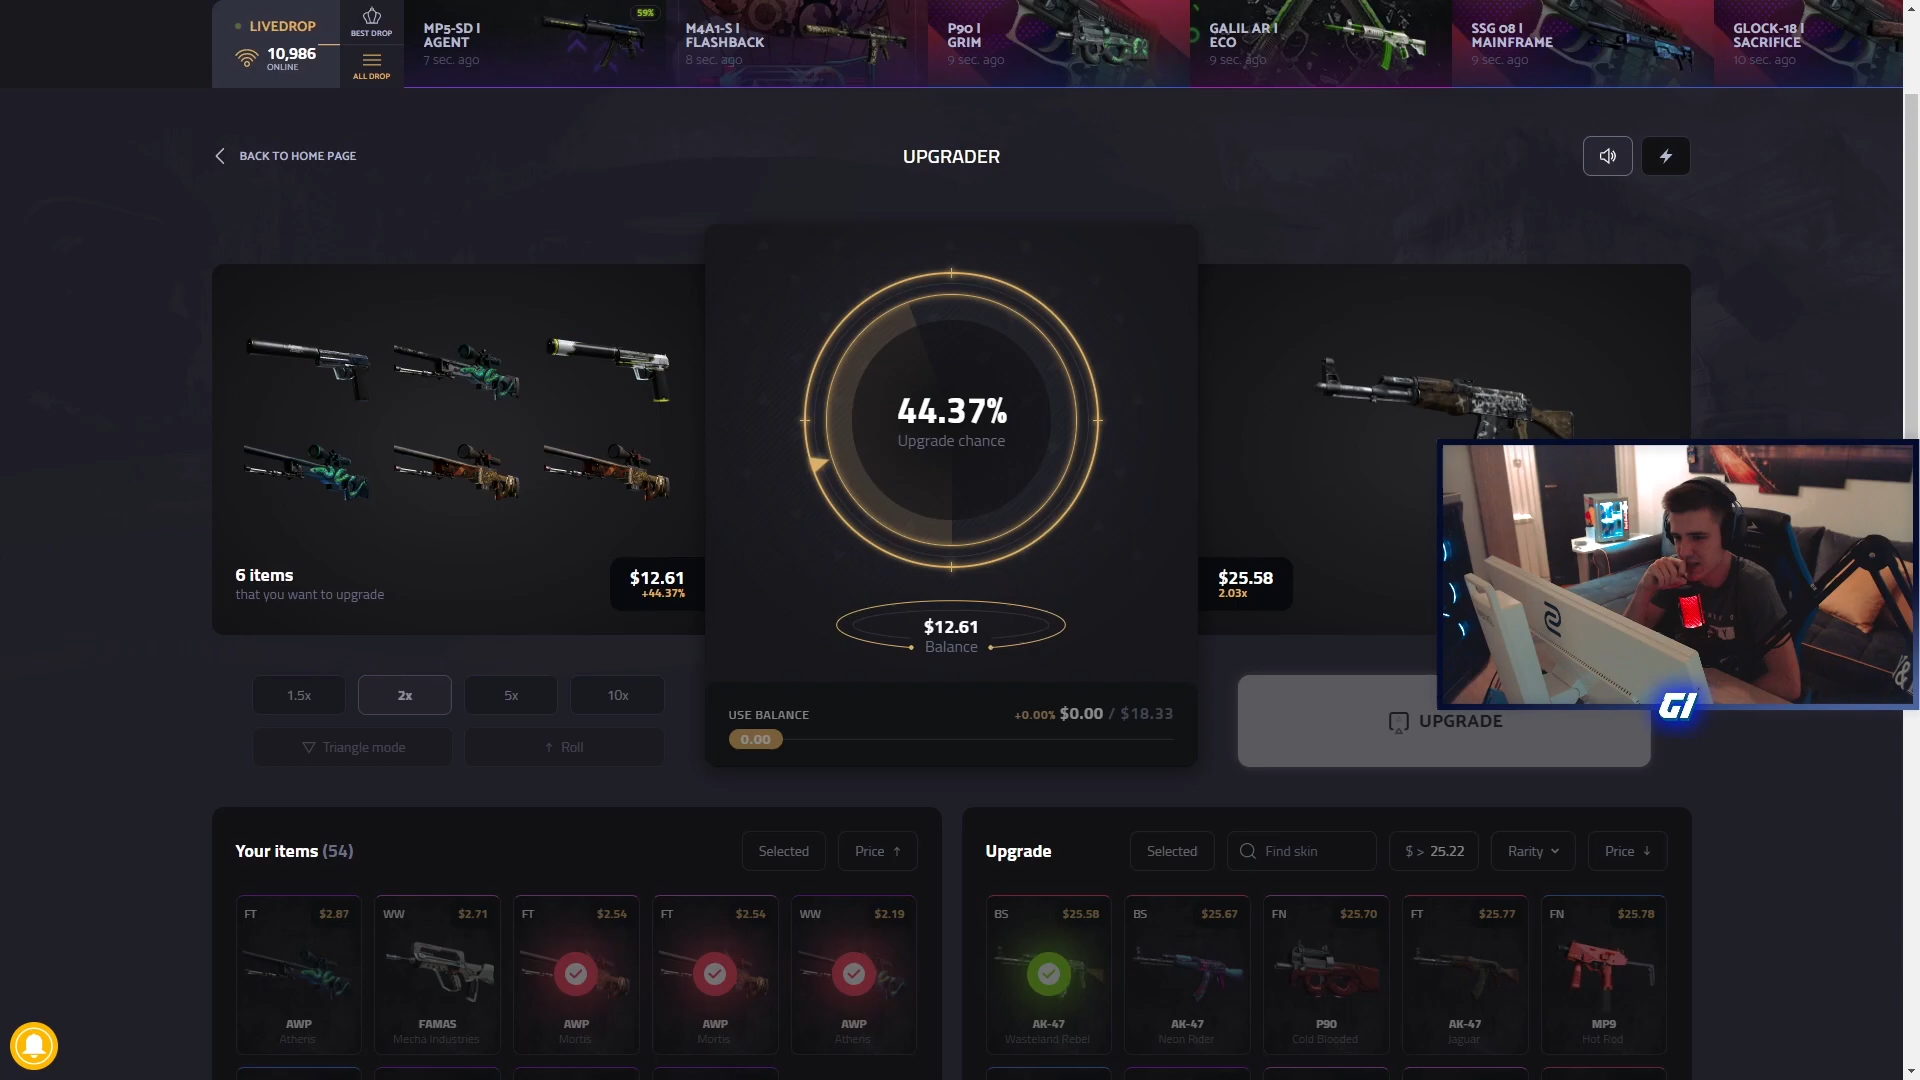 LIVEDROP
10,986
ONLINE
BEST DROP
ALL DROP
MP5-SD |
AGENT
7 sec. ago
59%
M4A1-S |
FLASHBACK
8 sec. ago
P90 |
GRIM
9 sec. ago
GALIL AR |
ECO
9 sec. ago
SSG 08 |
MAINFRAME
9 sec. ago
GLOCK-18 |
SACRIFICE
10 sec. ago
BACK TO HOME PAGE
UPGRADER
44.37%
Upgrade chance
6 items
that you want to upgrade
$12.61
+44.37%
$25.58
2.03x
$12.61
Balance
1.5x
2x
5x
10x
Triangle mode
↑ Roll
USE BALANCE
+0.00% $0.00 / $18.33
0.00
UPGRADE
GI
Your items (54)
Selected
Price ↑
Upgrade
Selected
Find skin
$ > 25.22
Rarity
Price ↓
FT $2.87
AWP
Atheris
WW $2.71
FAMAS
Mecha Industries
FT $2.54
AWP
Mortis
FT $2.54
AWP
Mortis
WW $2.19
AWP
Atheris
BS $25.58
AK-47
Wasteland Rebel
BS $25.67
AK-47
Neon Rider
FN $25.70
P90
Cold Blooded
FT $25.77
AK-47
Jaguar
FN $25.78
MP9
Hot Rod